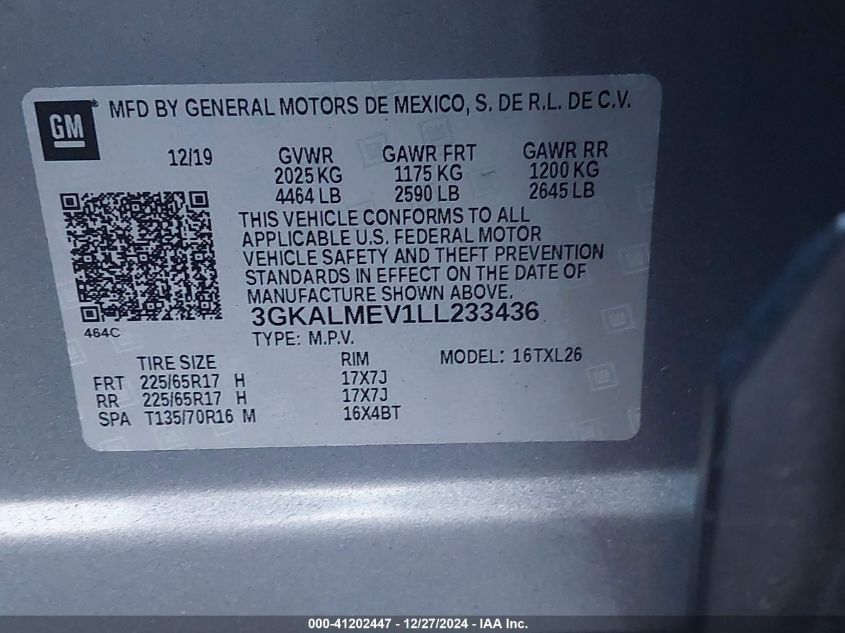 GM ® MFD BY GENERAL MOTORS DE MEXICO, S. DE R.L. DE C.V.
12/19 GVWR GAWR FRT GAWR RR
2025 KG 1175 KG 1200 KG
4464 LB 2590 LB 2645 LB
THIS VEHICLE CONFORMS TO ALL
APPLICABLE U.S. FEDERAL MOTOR
VEHICLE SAFETY AND THEFT PREVENTION
STANDARDS IN EFFECT ON THE DATE OF
MANUFACTURE SHOWN ABOVE.
464C 3GKALMEV1LL233436
TYPE: M.P.V.
TIRE SIZE RIM MODEL: 16TXL26
FRT 225/65R17 H 17X7J
RR 225/65R17 H 17X7J
SPA T135/70R16 M 16X4BT
000-41202447 - 12/27/2024 - IAA Inc.